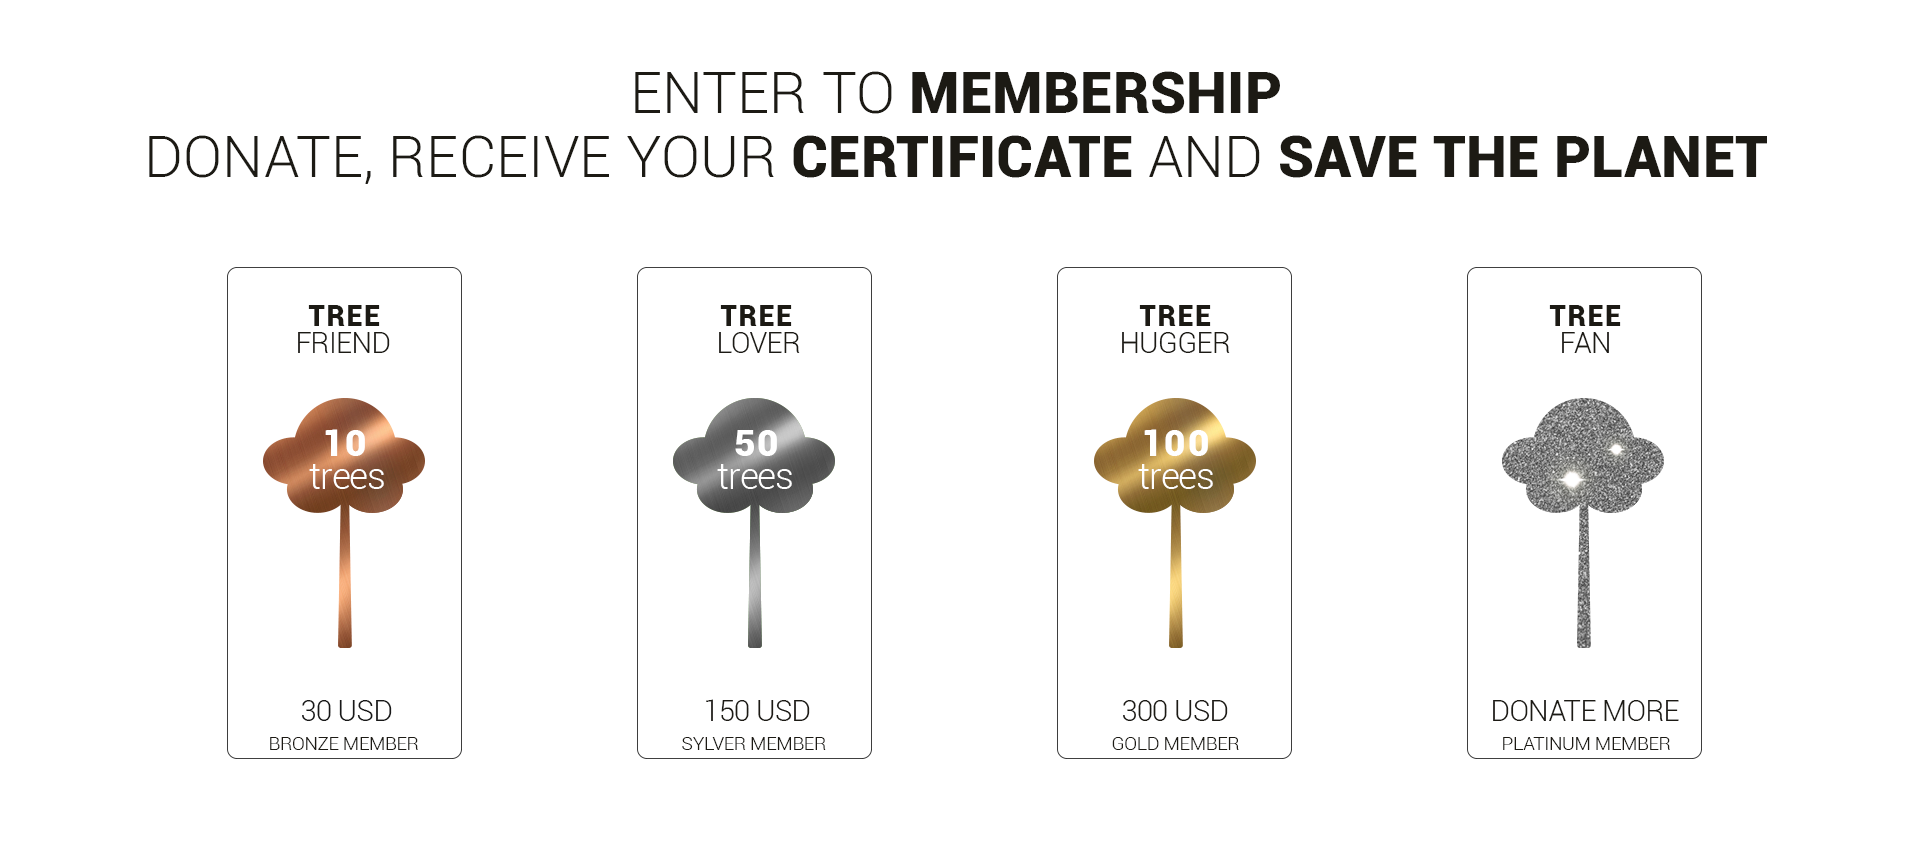 ENTER TO MEMBERSHIP
DONATE, RECEIVE YOUR CERTIFICATE AND SAVE THE PLANET
TREE
FRIEND
10
trees
30 USD
BRONZE MEMBER
TREE
LOVER
50
trees
150 USD
SYLVER MEMBER
TREE
HUGGER
100
trees
300 USD
GOLD MEMBER
TREE
FAN
DONATE MORE
PLATINUM MEMBER